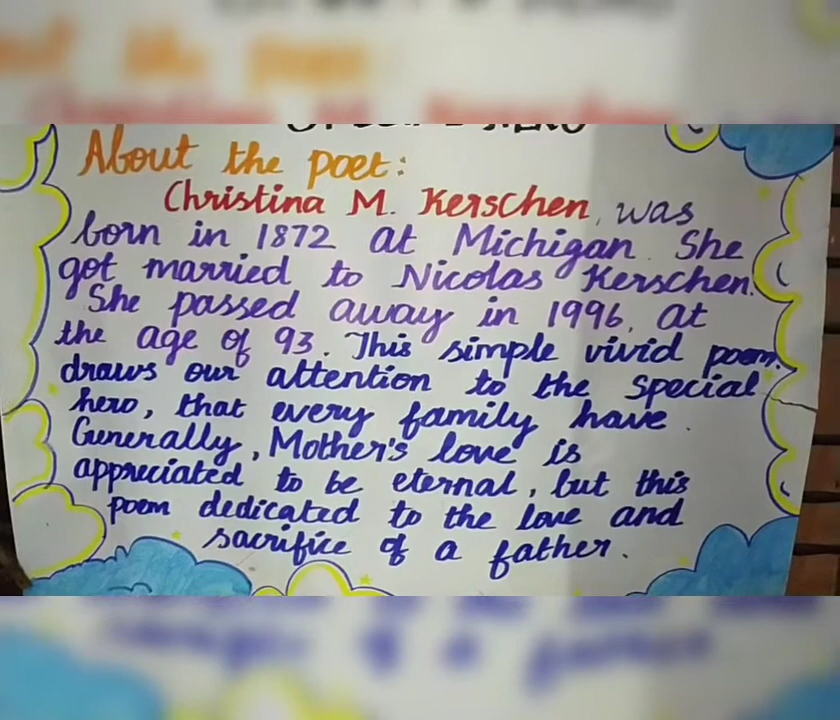 About the poet:
Christina M. Kerschen, was
born in 1872 at Michigan. She
got married to Nicolas Kerschen.
She passed away in 1996, at
the age of 93. This simple vivid poem
draws our attention to the special
hero, that every family have.
Generally, Mother's love is
appreciated to be eternal, but this
poem dedicated to the love and
sacrifice of a father.